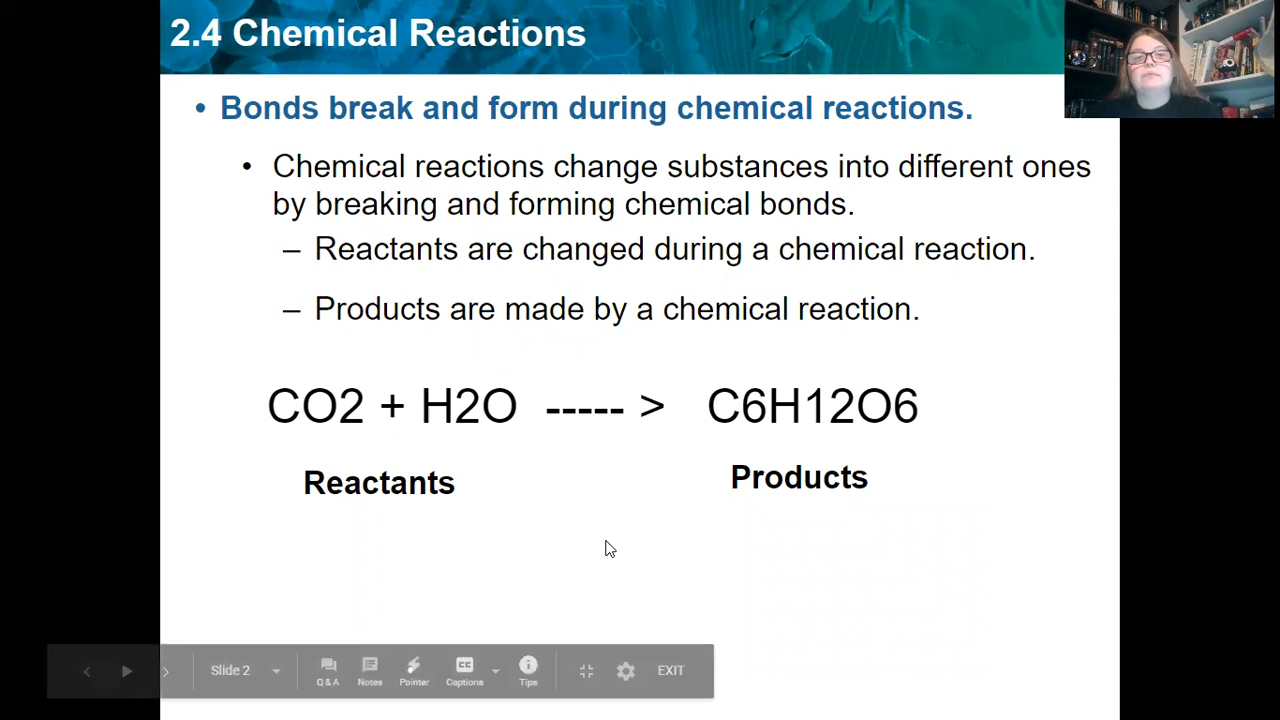 2.4 Chemical Reactions
• Bonds break and form during chemical reactions.
• Chemical reactions change substances into different ones
by breaking and forming chemical bonds.
– Reactants are changed during a chemical reaction.
– Products are made by a chemical reaction.
CO2 + H2O ----- > C6H12O6
Reactants Products
Slide 2 Q & A Notes Pointer CC Captions Tips EXIT